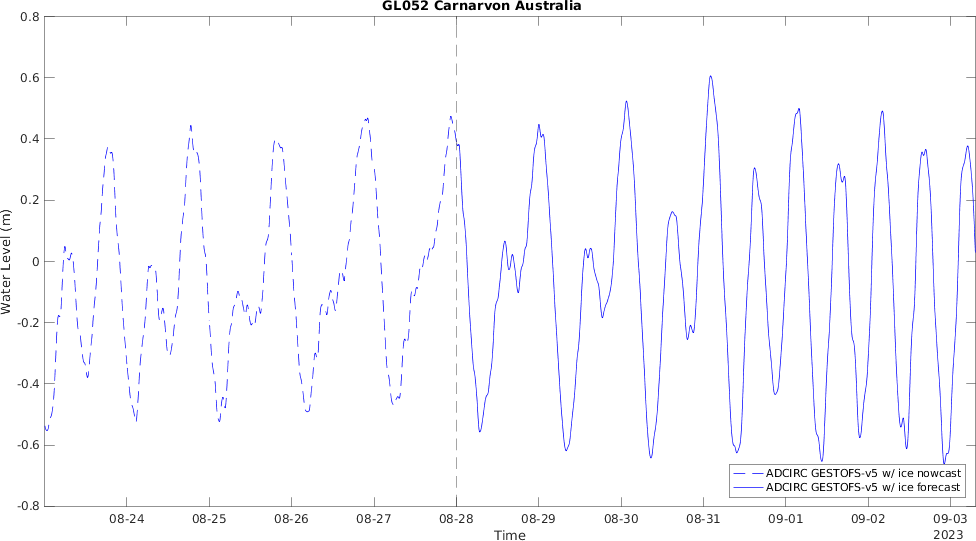 GL052 Carnarvon Australia
0.8
0.6
0.4
0.2
0
-0.2
-0.4
-0.6
-0.8
Water Level (m)
ADCIRC GESTOFS-v5 w/ ice nowcast
ADCIRC GESTOFS-v5 w/ ice forecast
08-24 08-25 08-26 08-27 08-28 08-29 08-30 08-31 09-01 09-02 09-03
Time 2023